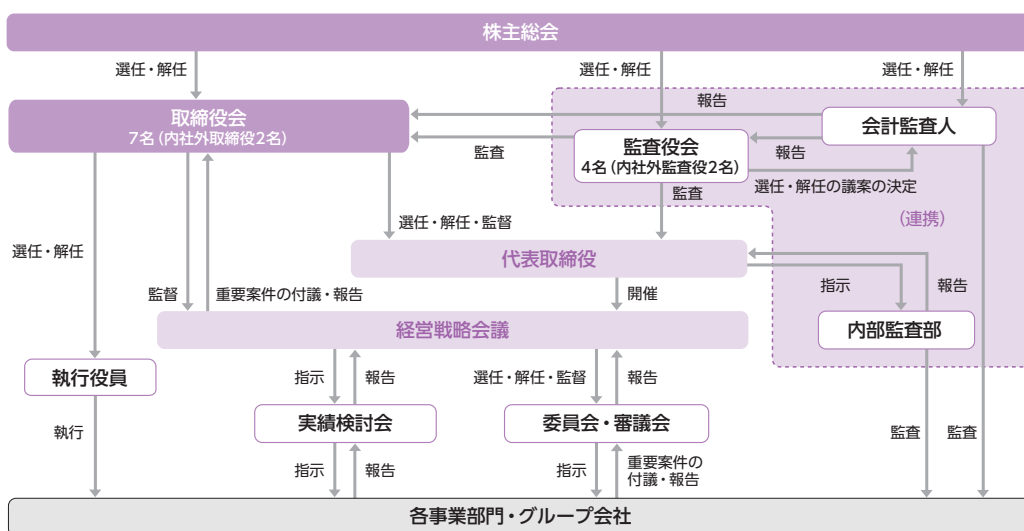 株主総会
選任・解任
選任・解任
選任・解任
報告
取締役会
7名（内社外取締役2名）
会計監査人
監査
監査役会
4名（内社外監査役2名）
報告
選任・解任の議案の決定
監査
（連携）
選任・解任・監督
選任・解任
代表取締役
監督
重要案件の付議・報告
開催
指示
報告
経営戦略会議
内部監査部
執行役員
指示
報告
選任・解任・監督
報告
実績検討会
委員会・審議会
執行
監査
監査
指示
報告
指示
重要案件の
付議・報告
各事業部門・グループ会社